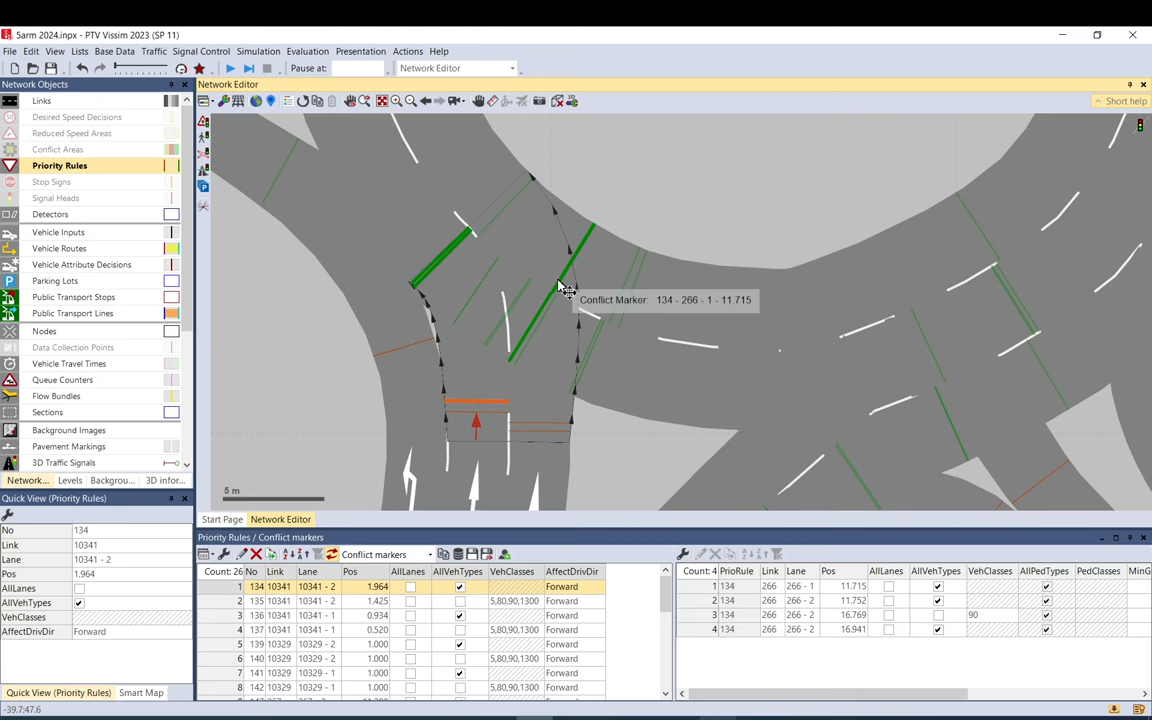 5arm 2024.inpx - PTV Vissim 2023 (SP 11)
File Edit View Lists Base Data Traffic Signal Control Simulation Evaluation Presentation Actions Help
Pause at: Network Editor
Network Objects
Network Editor
Short help
Links
Desired Speed Decisions
Reduced Speed Areas
Conflict Areas
Priority Rules
Stop Signs
Signal Heads
Detectors
Vehicle Inputs
Vehicle Routes
Vehicle Attribute Decisions
Parking Lots
Public Transport Stops
Public Transport Lines
Nodes
Data Collection Points
Vehicle Travel Times
Queue Counters
Flow Bundles
Sections
Background Images
Pavement Markings
3D Traffic Signals
Network... Levels Backgrou... 3D infor...
Conflict Marker: 134 - 266 - 1 - 11.715
5 m
Start Page Network Editor
Quick View (Priority Rules)
No 134
Link 10341
Lane 10341 - 2
Pos 1.964
AllLanes
AllVehTypes
VehClasses
AffectDrivDir Forward
Quick View (Priority Rules) Smart Map
Priority Rules / Conflict markers
Conflict markers
Count: 26 No Link Lane Pos AllLanes AllVehTypes VehClasses AffectDrivDir
1 134 10341 10341 - 2 1.964 Forward
2 135 10341 10341 - 2 1.425 5,80,90,1300 Forward
3 136 10341 10341 - 1 0.934 Forward
4 137 10341 10341 - 1 0.520 5,80,90,1300 Forward
5 139 10329 10329 - 2 1.000 Forward
6 140 10329 10329 - 2 1.000 5,80,90,1300 Forward
7 141 10329 10329 - 1 1.000 Forward
8 142 10329 10329 - 1 1.000 5,80,90,1300 Forward
Count: 4 PrioRule Link Lane Pos AllLanes AllVehTypes VehClasses AllPedTypes PedClasses MinG
1 134 266 266 - 1 11.715
2 134 266 266 - 2 11.752
3 134 266 266 - 2 16.769 90
4 134 266 266 - 2 16.941
-39.7:47.6